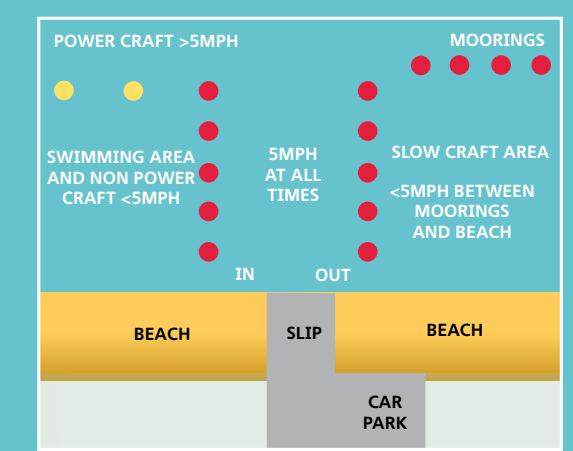 POWER CRAFT >5MPH
MOORINGS
SWIMMING AREA
AND NON POWER
CRAFT <5MPH
5MPH
AT ALL
TIMES
SLOW CRAFT AREA
<5MPH BETWEEN
MOORINGS
AND BEACH
IN
OUT
BEACH
SLIP
BEACH
CAR
PARK